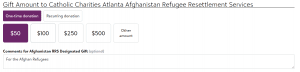 Gift Amount to Catholic Charities Atlanta Afghanistan Refugee Resettlement Services
One-time donation Recurring donation
$50 $100 $250 $500 Other amount
Comments for Afghanistan RRS Designated Gift (optional)
For the Afghan Refugees